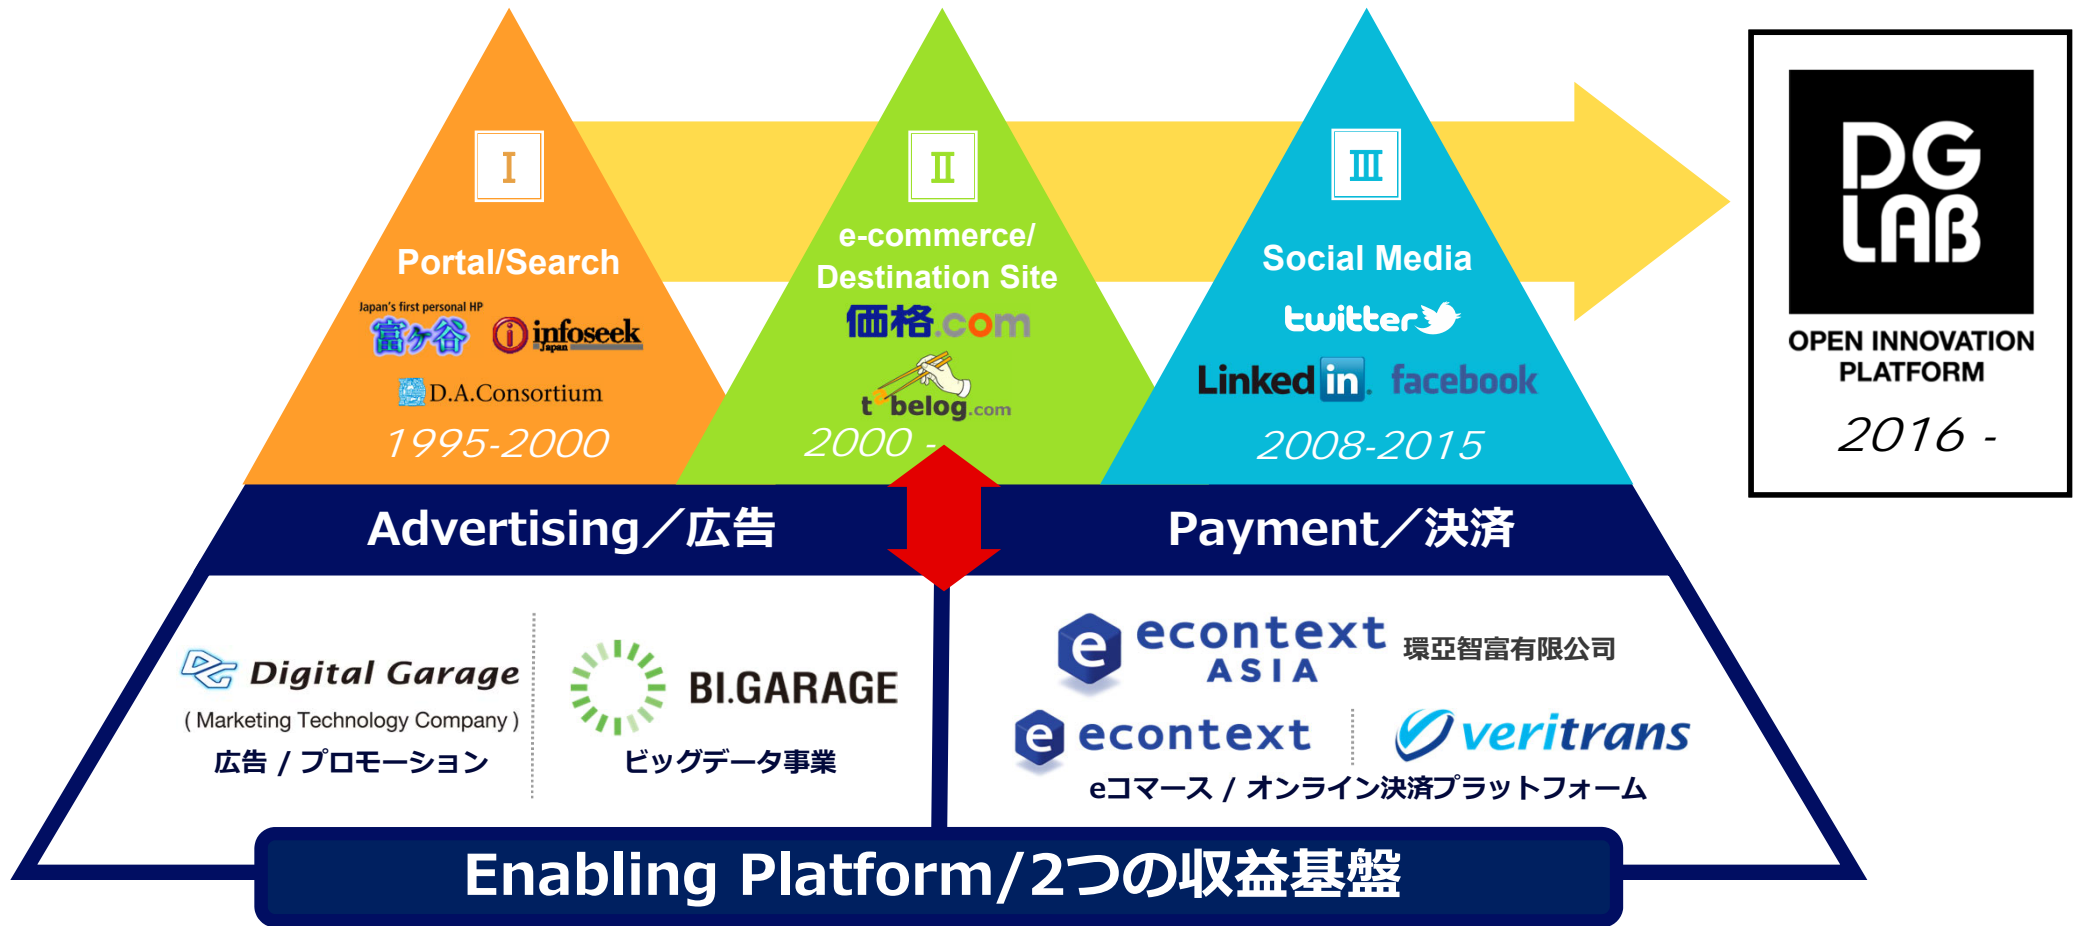 Ⅰ
Portal/Search
Japan's first personal HP
富ヶ谷
infoseek
Japan
D.A.Consortium
1995-2000
Ⅱ
e-commerce/
Destination Site
価格.com
tabelog.com
2000 -
Ⅲ
Social Media
twitter
Linked in.
facebook
2008-2015
DG
LAB
OPEN INNOVATION
PLATFORM
2016 -
Advertising／広告
Payment／決済
Digital Garage
( Marketing Technology Company )
広告 / プロモーション
BI.GARAGE
ビッグデータ事業
e econtext
ASIA
環亞智富有限公司
e econtext
veritrans
eコマース / オンライン決済プラットフォーム
Enabling Platform/2つの収益基盤